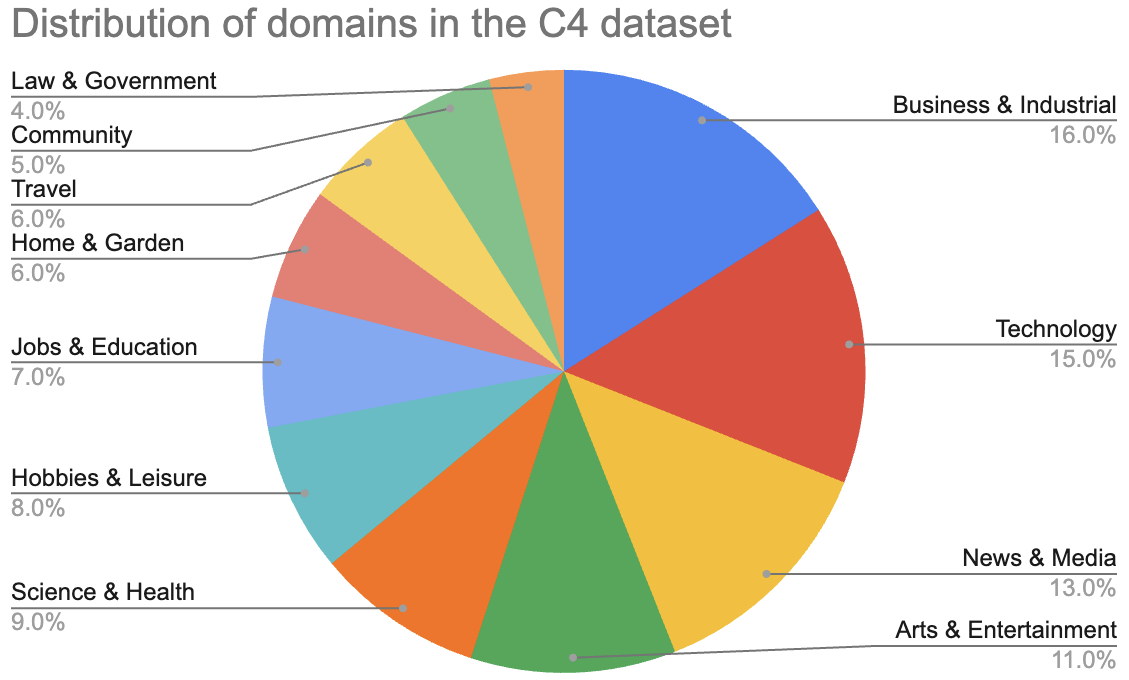 Distribution of domains in the C4 dataset
Law & Government
4.0%
Community
5.0%
Travel
6.0%
Home & Garden
6.0%
Jobs & Education
7.0%
Hobbies & Leisure
8.0%
Science & Health
9.0%
Business & Industrial
16.0%
Technology
15.0%
News & Media
13.0%
Arts & Entertainment
11.0%